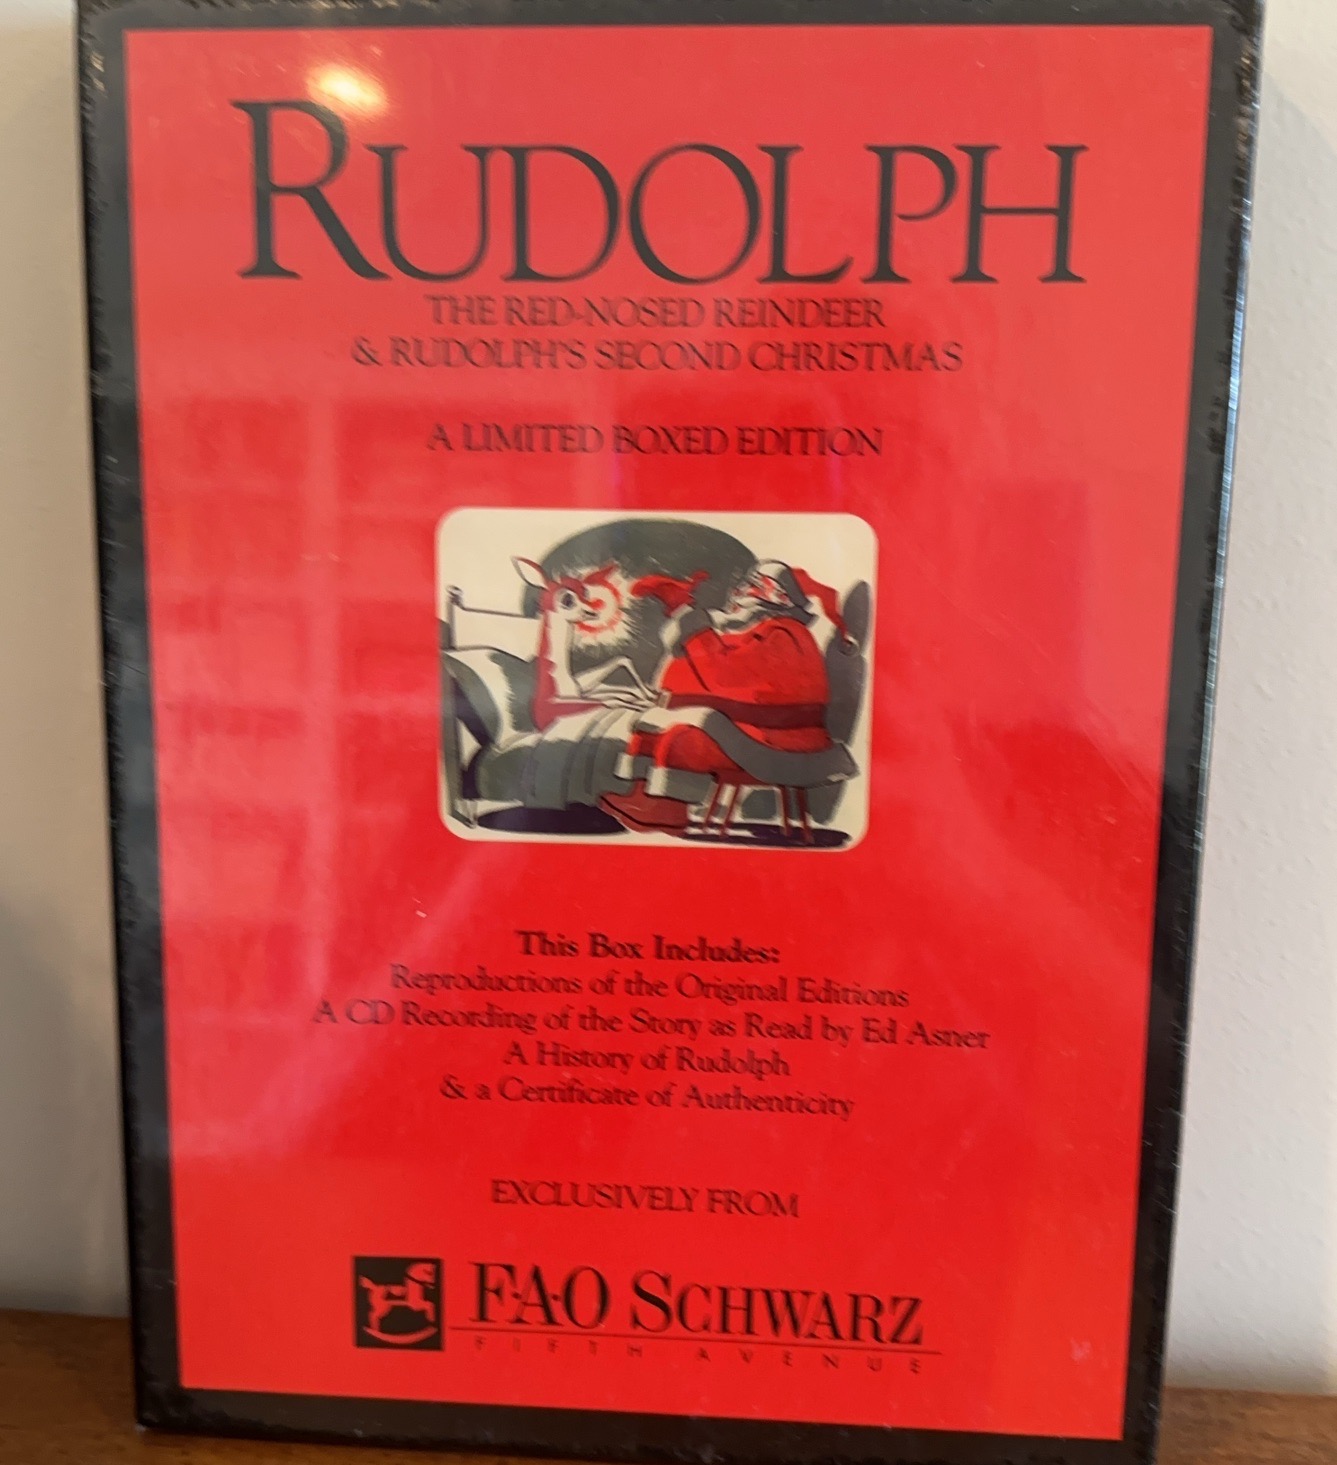 RUDOLPH
THE RED-NOSED REINDEER
& RUDOLPH'S SECOND CHRISTMAS
A LIMITED BOXED EDITION
This Box Includes:
Reproductions of the Original Editions
A CD Recording of the Story as Read by Ed Asner
A History of Rudolph
& a Certificate of Authenticity
EXCLUSIVELY FROM
F·A·O SCHWARZ
FIFTH AVENUE